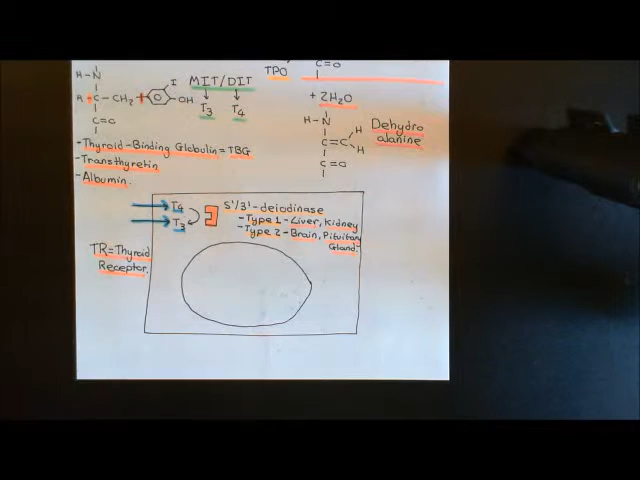 H-N
I
MIT/DIT
TPO
C=O
H C-CH2 OH
T3 T4
+ 2H2O
C=O
H-N
H
C=C
H
C=O
Dehydro
alanine
-Thyroid-Binding Globulin=TBG
-Transthyretin
-Albumin.
T4
T3
5'/3'-deiodinase
-Type 1-Liver, Kidney
-Type 2-Brain, Pituitary
Gland.
TR=Thyroid
Receptor.